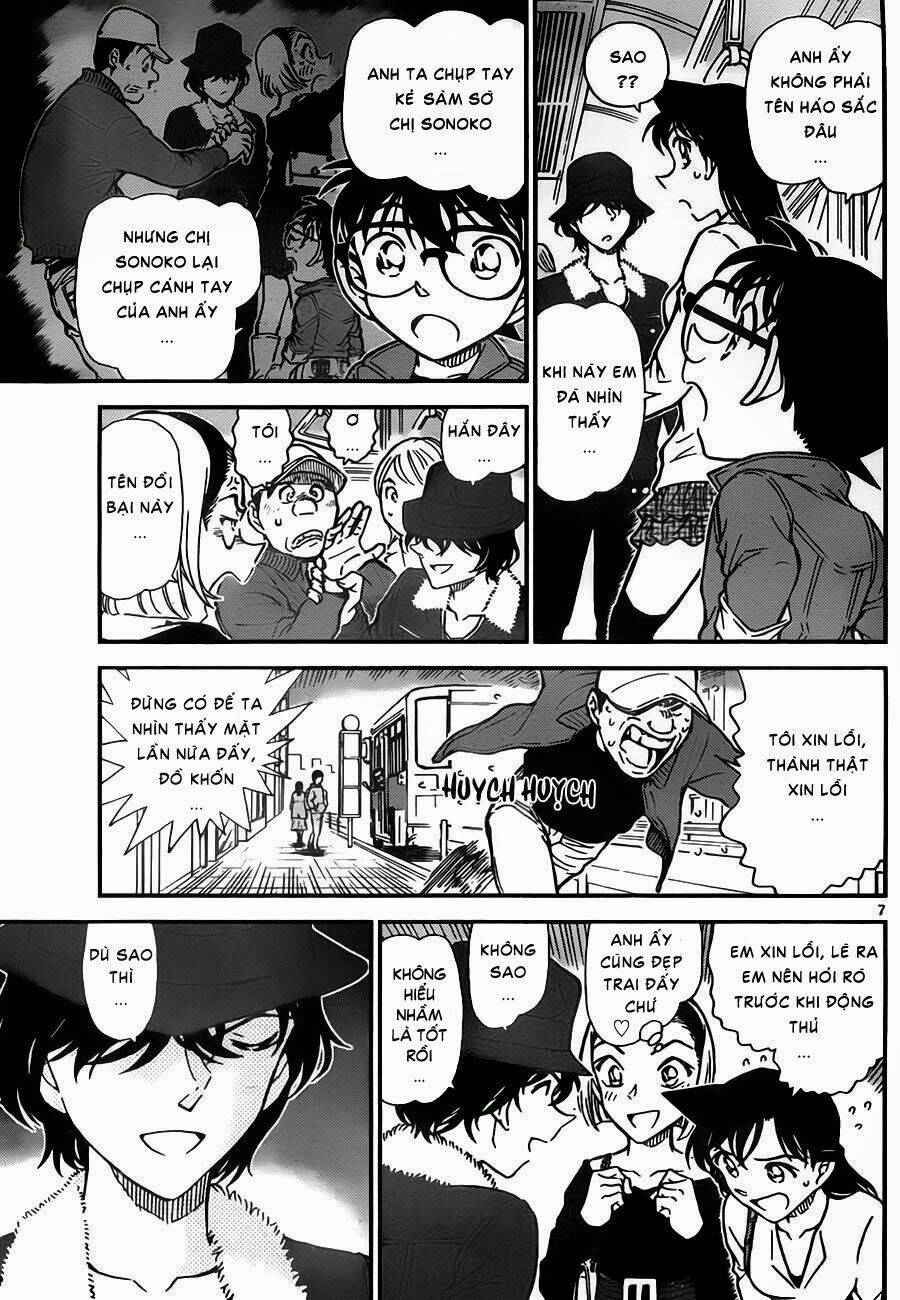 ANH ẤY
KHÔNG PHẢI
TÊN HÁO SẮC
ĐÂU
...
SAO
??
KHI NÃY EM
ĐÃ NHÌN
THẤY
...
ANH TA CHỤP TAY
KẺ SÀM SỠ
CHỊ SONOKO
...
NHƯNG CHỊ
SONOKO LẠI
CHỤP CÁNH TAY
CỦA ANH ẤY
...
HẮN ĐÂY
...
Ơ
...
TÔI
...
TÊN ĐỒI
BẠI NÀY
...
TÔI XIN LỖI,
THÀNH THẬT
XIN LỖI
...
HUỲCH HUỲCH
ĐỪNG CÓ ĐỂ TA
NHÌN THẤY MẶT
LẦN NỮA ĐẤY,
ĐỒ KHỐN
...
7
EM XIN LỖI, LẼ RA
EM NÊN HỎI RÕ
TRƯỚC KHI ĐỘNG
THỦ
...
ANH ẤY
CŨNG ĐẸP
TRAI ĐẤY
CHỨ
♡
KHÔNG
SAO
...
KHÔNG
HIỂU
NHẦM
LÀ TỐT
RỒI
...
DÙ SAO
THÌ
...